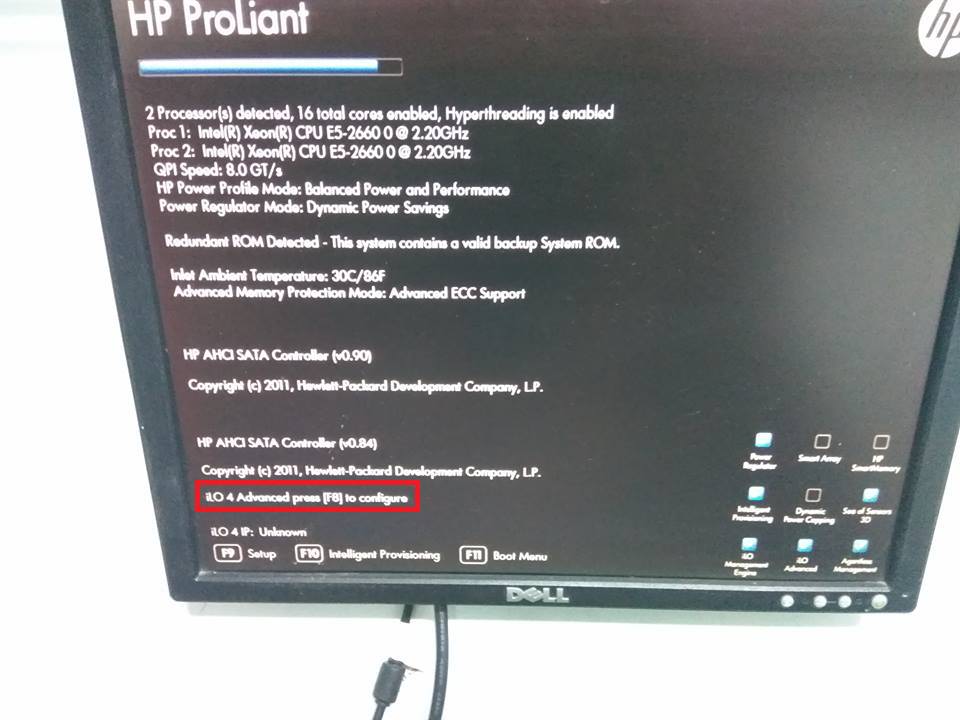 HP ProLiant
hp
2 Processor(s) detected, 16 total cores enabled, Hyperthreading is enabled
Proc 1: Intel(R) Xeon(R) CPU E5-2660 0 @ 2.20GHz
Proc 2: Intel(R) Xeon(R) CPU E5-2660 0 @ 2.20GHz
QPI Speed: 8.0 GT/s
HP Power Profile Mode: Balanced Power and Performance
Power Regulator Mode: Dynamic Power Savings
Redundant ROM Detected - This system contains a valid backup System ROM.
Inlet Ambient Temperature: 30C/86F
Advanced Memory Protection Mode: Advanced ECC Support
HP AHCI SATA Controller (v0.90)
Copyright (c) 2011, Hewlett-Packard Development Company, L.P.
HP AHCI SATA Controller (v0.84)
Copyright (c) 2011, Hewlett-Packard Development Company, L.P.
iLO 4 Advanced press [F8] to configure
iLO 4 IP: Unknown
F9 Setup F10 Intelligent Provisioning F11 Boot Menu
Power Regulator
Smart Array
HP SmartMemory
Intelligent Provisioning
Dynamic Power Capping
Sea of Sensors 3D
iLO Management Engine
iLO Advanced
Agentless Management
DELL